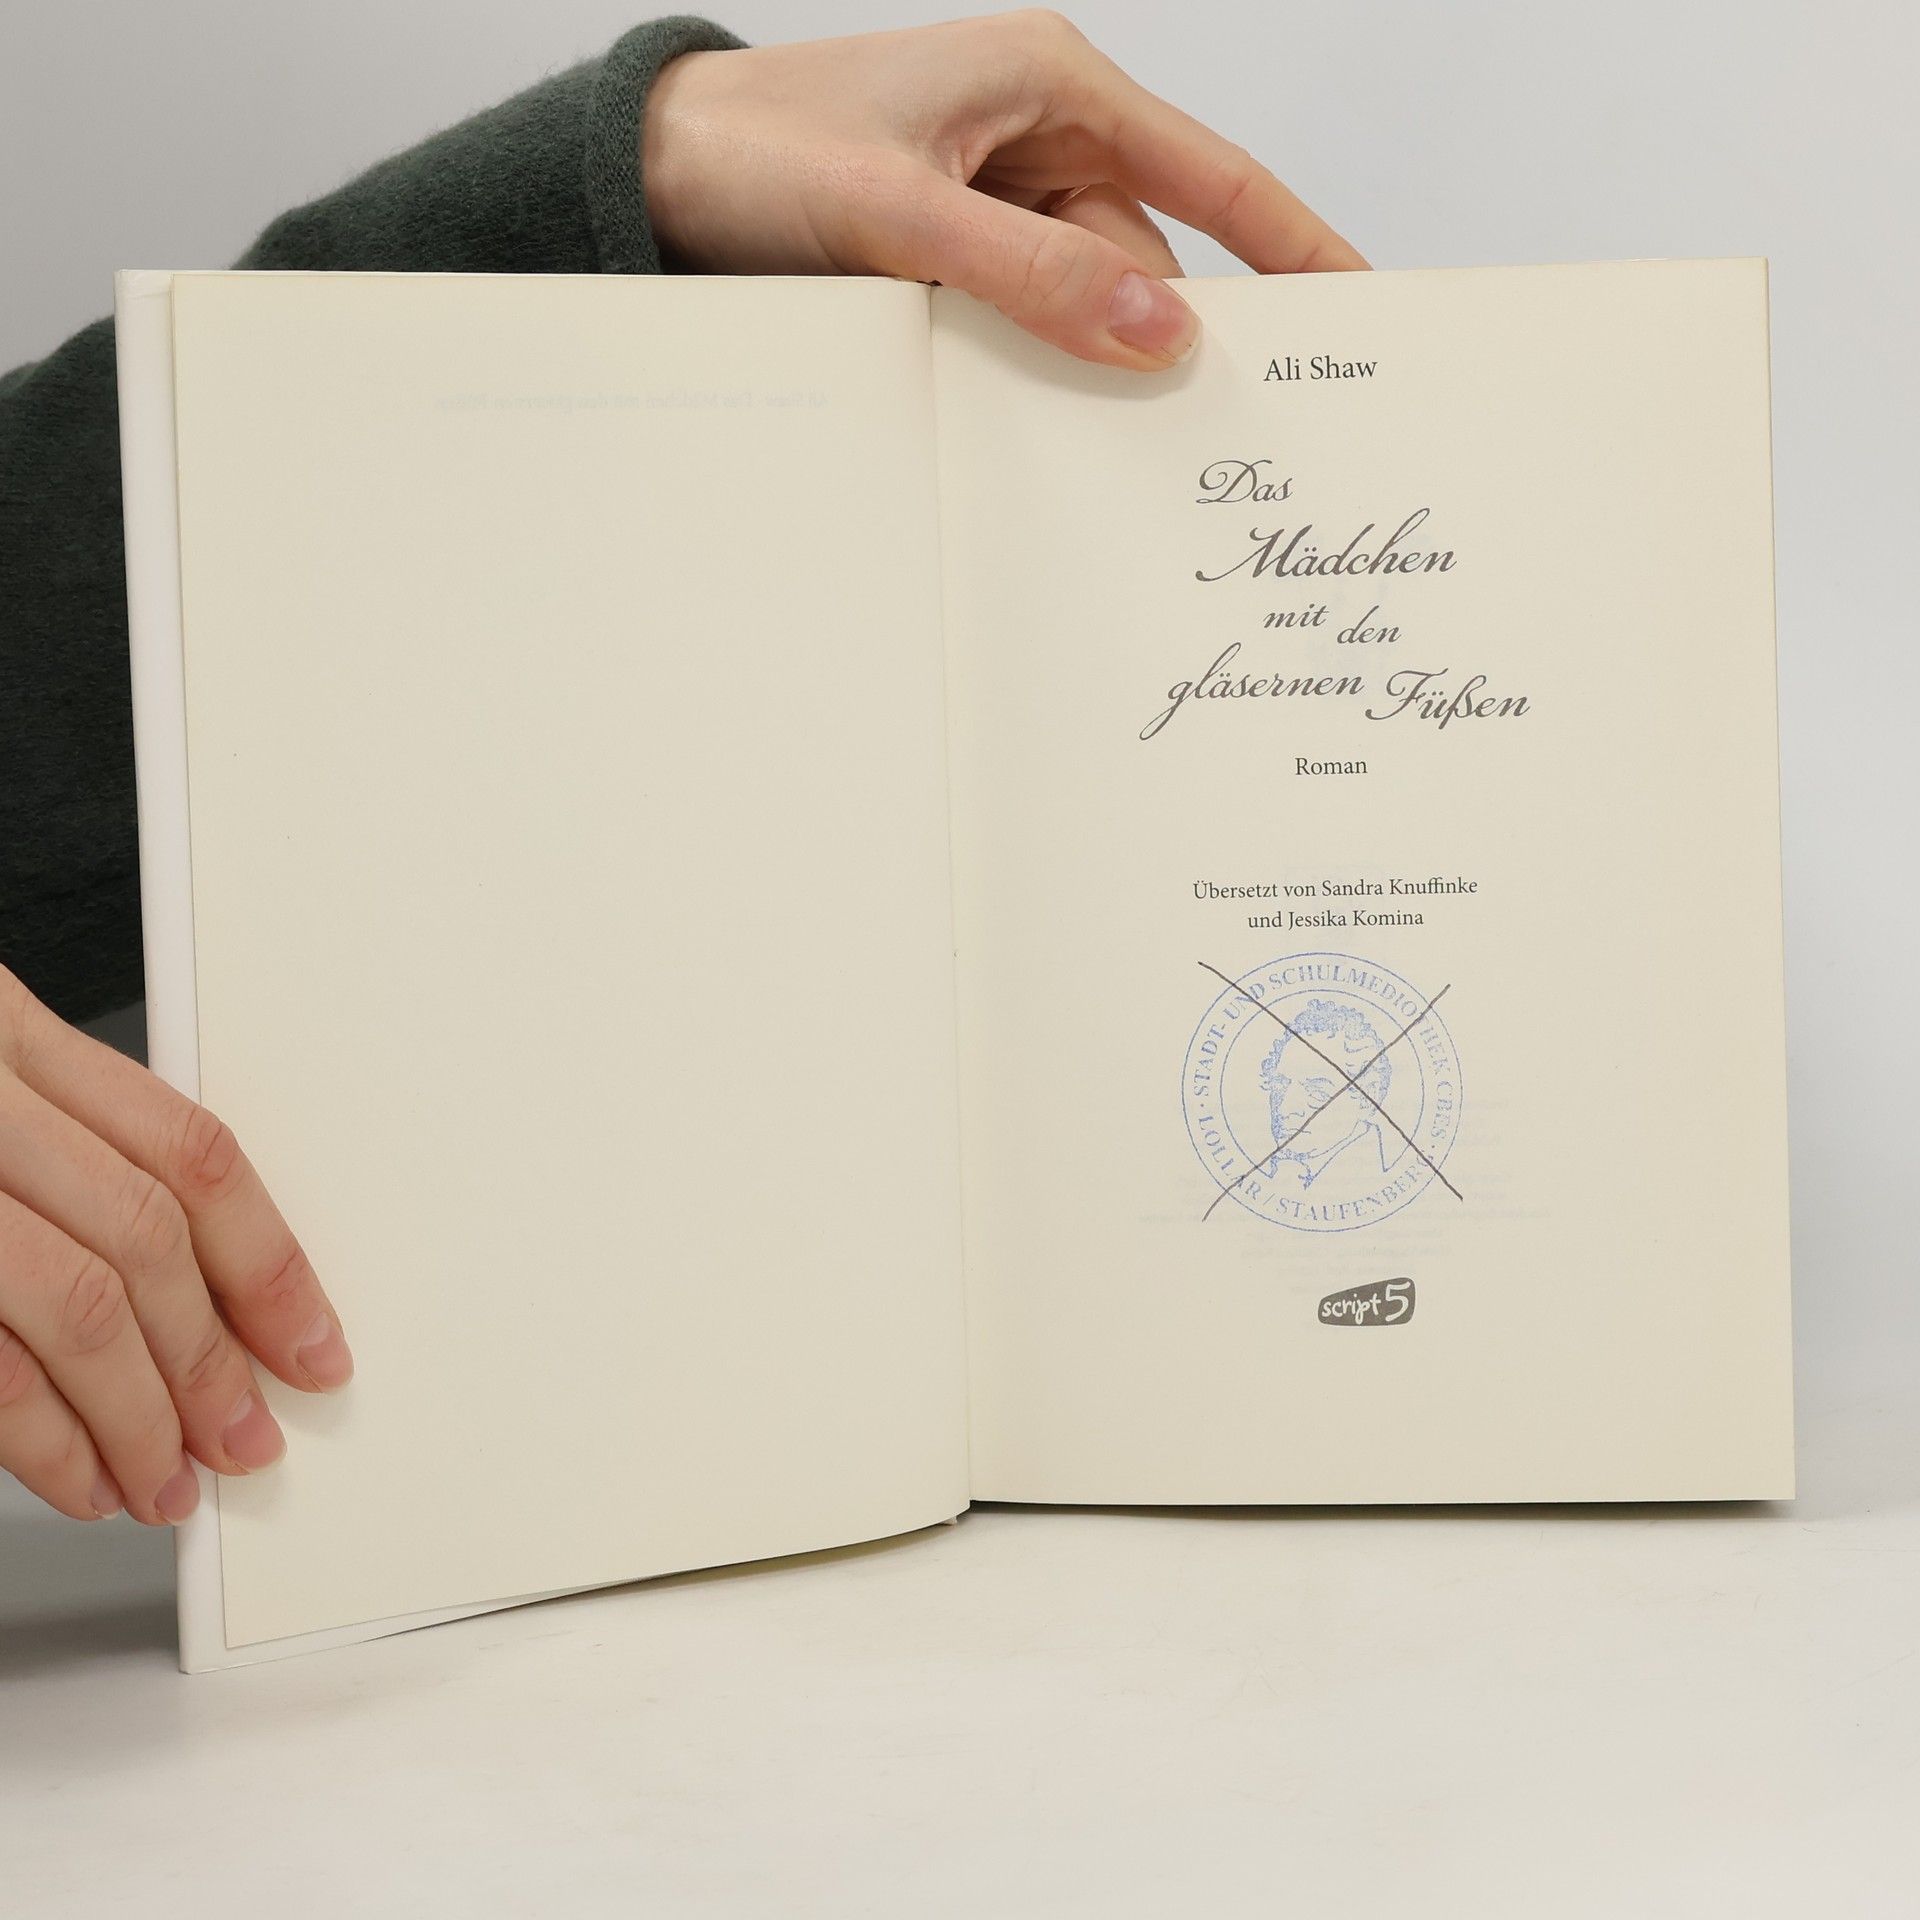 Ali Shaw
Das
Mädchen
mit den
gläsernen Füßen
Roman
Übersetzt von Sandra Knuffinke
und Jessika Komina
STADT- UND SCHULMEDIOTHEK CBES · LOLLAR / STAUFENBERG ·
script5